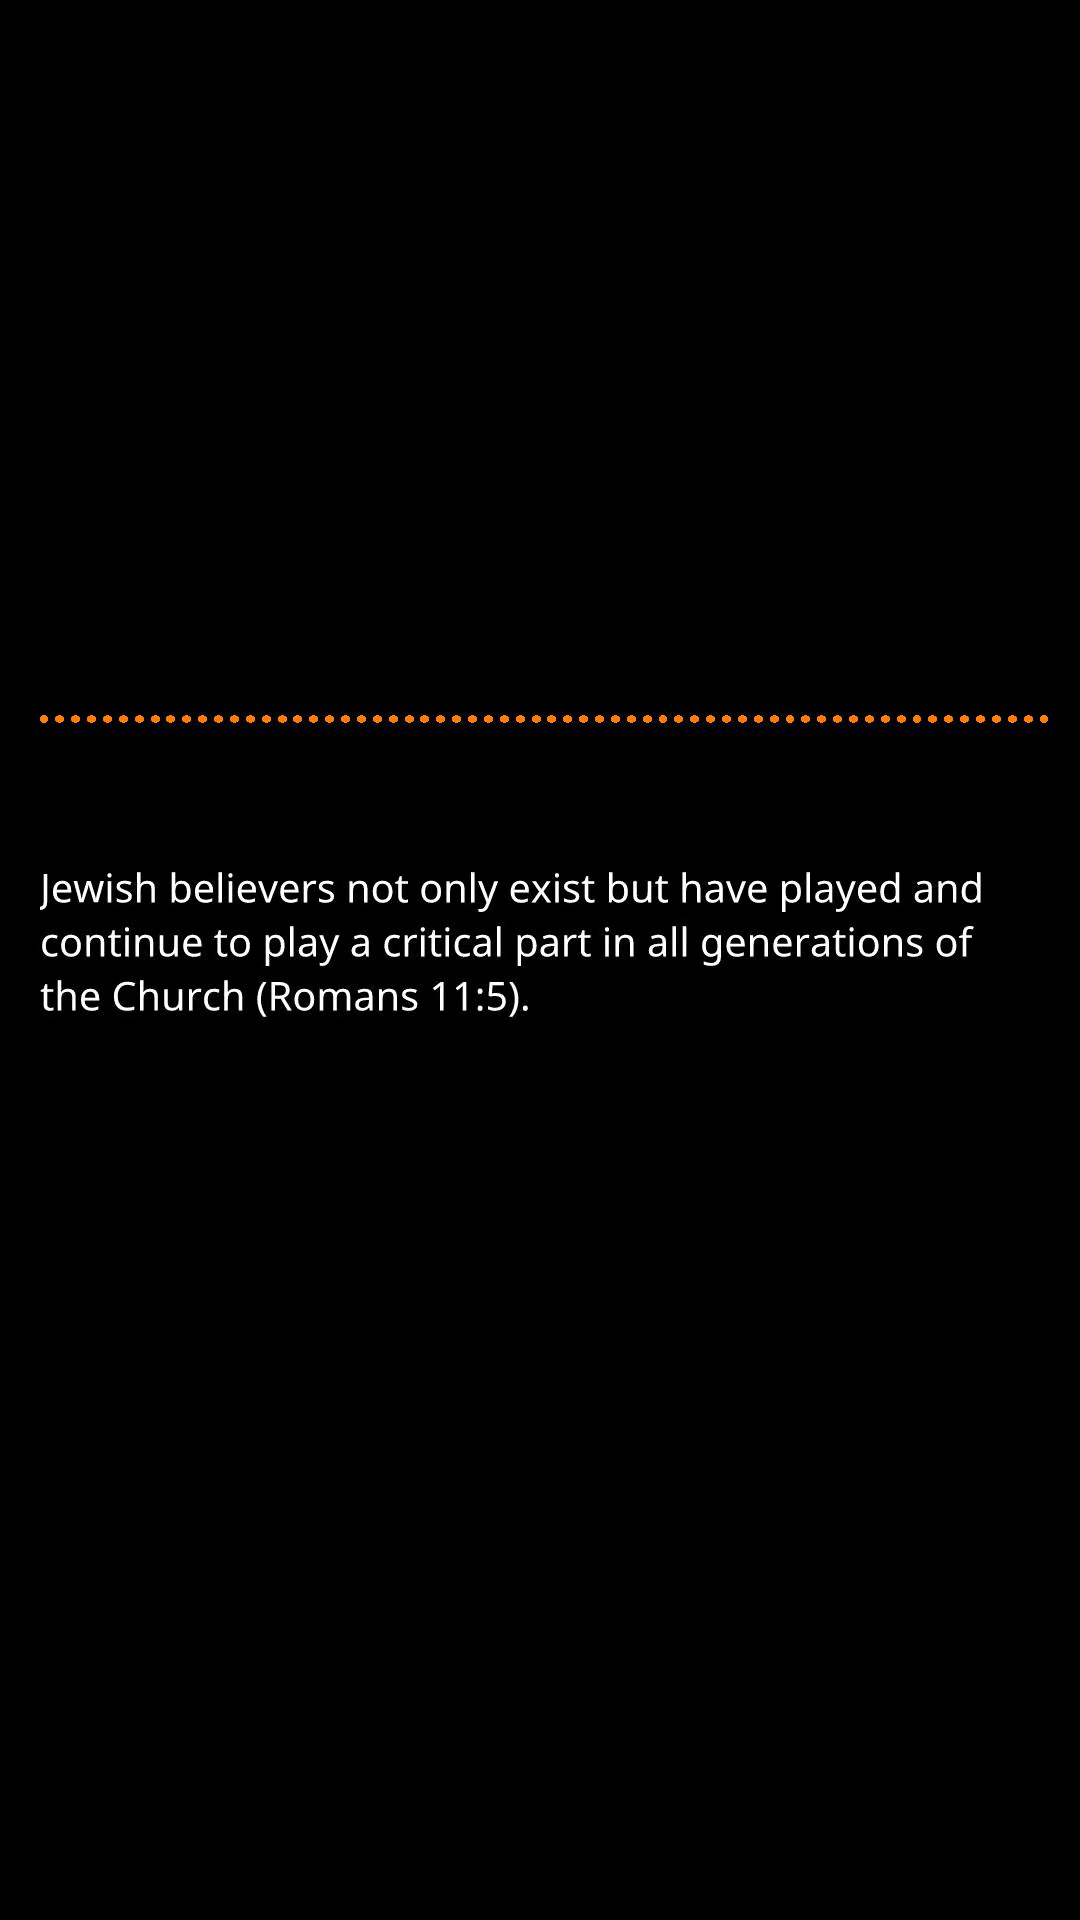 Jewish believers not only exist but have played and
continue to play a critical part in all generations of
the Church (Romans 11:5).